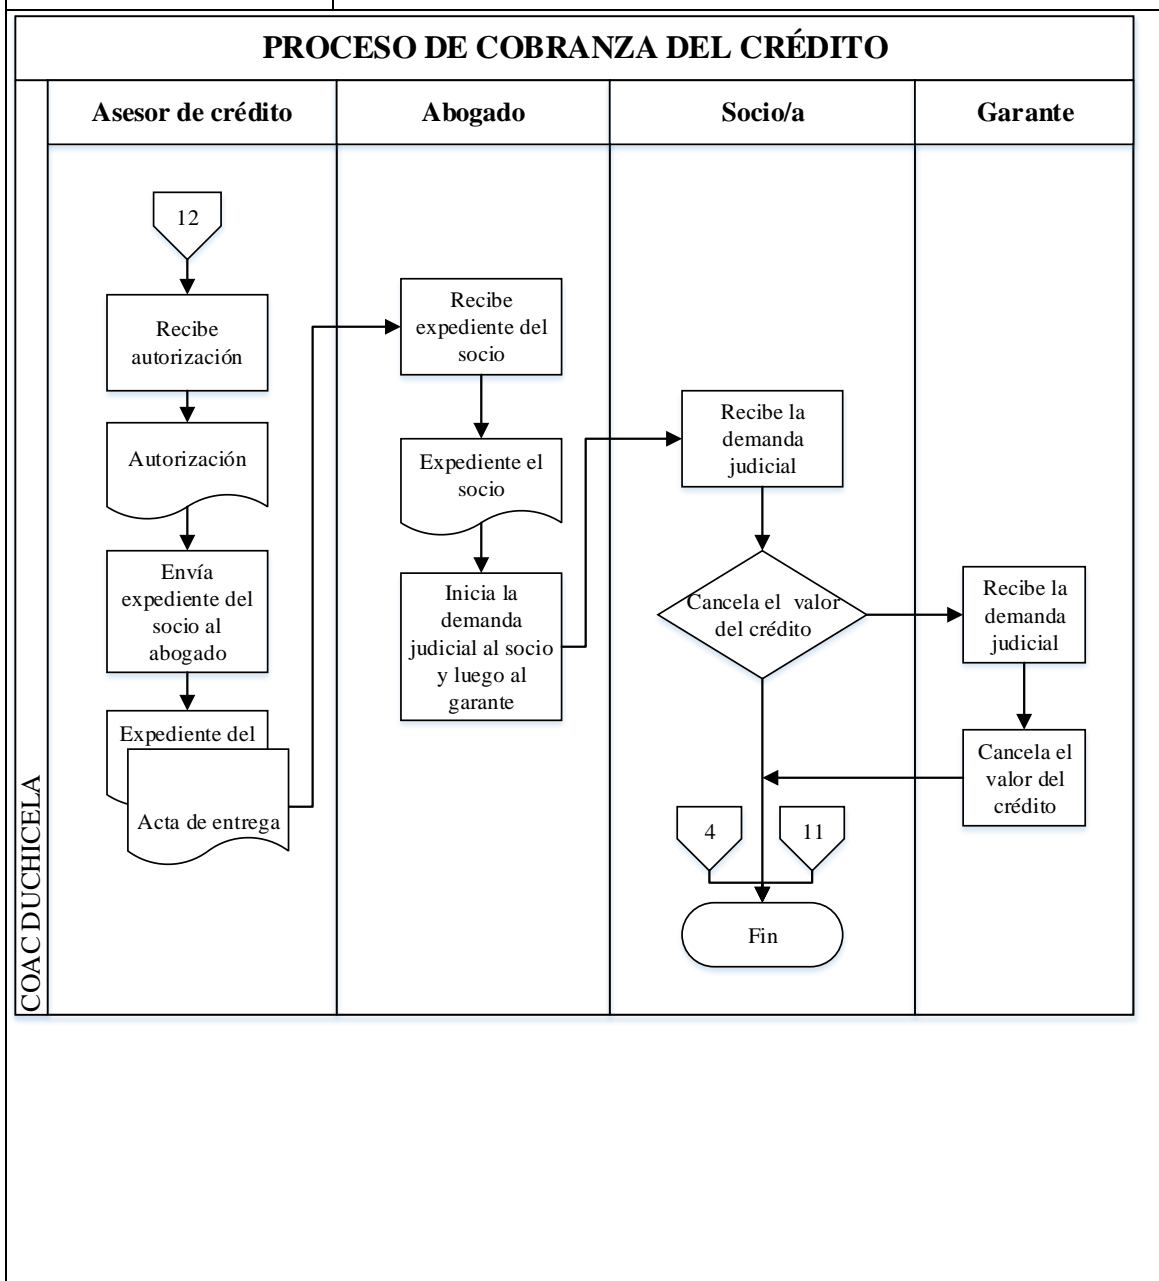 PROCESO DE COBRANZA DEL CRÉDITO
COAC DUCHICELA
Asesor de crédito
Abogado
Socio/a
Garante
12
Recibe
autorización
Autorización
Envía
expediente del
socio al
abogado
Expediente del
Acta de entrega
Recibe
expediente del
socio
Expediente el
socio
Inicia la
demanda
judicial al socio
y luego al
garante
Recibe la
demanda
judicial
Cancela el valor
del crédito
4
11
Fin
Recibe la
demanda
judicial
Cancela el
valor del
crédito